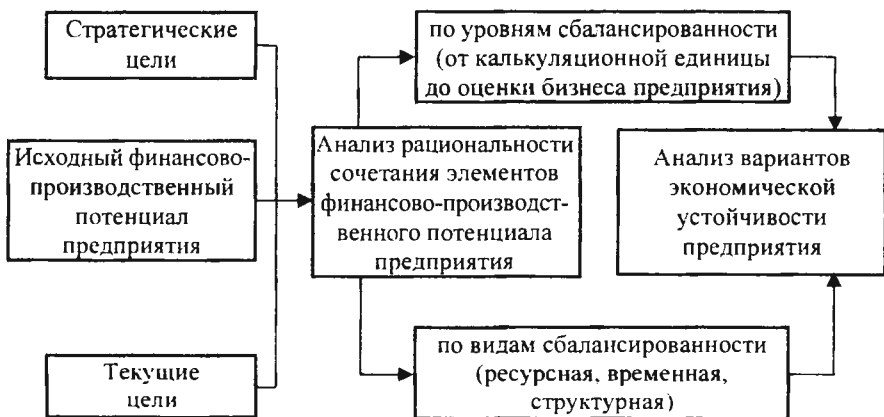 Стратегические
цели
по уровням сбалансированности
(от калькуляционной единицы
до оценки бизнеса предприятия)
Исходный финансово-
производственный
потенциал
предприятия
Анализ рациональности
сочетания элементов
финансово-производст-
венного потенциала
предприятия
Анализ вариантов
экономической
устойчивости
предприятия
Текущие
цели
по видам сбалансированности
(ресурсная, временная,
структурная)